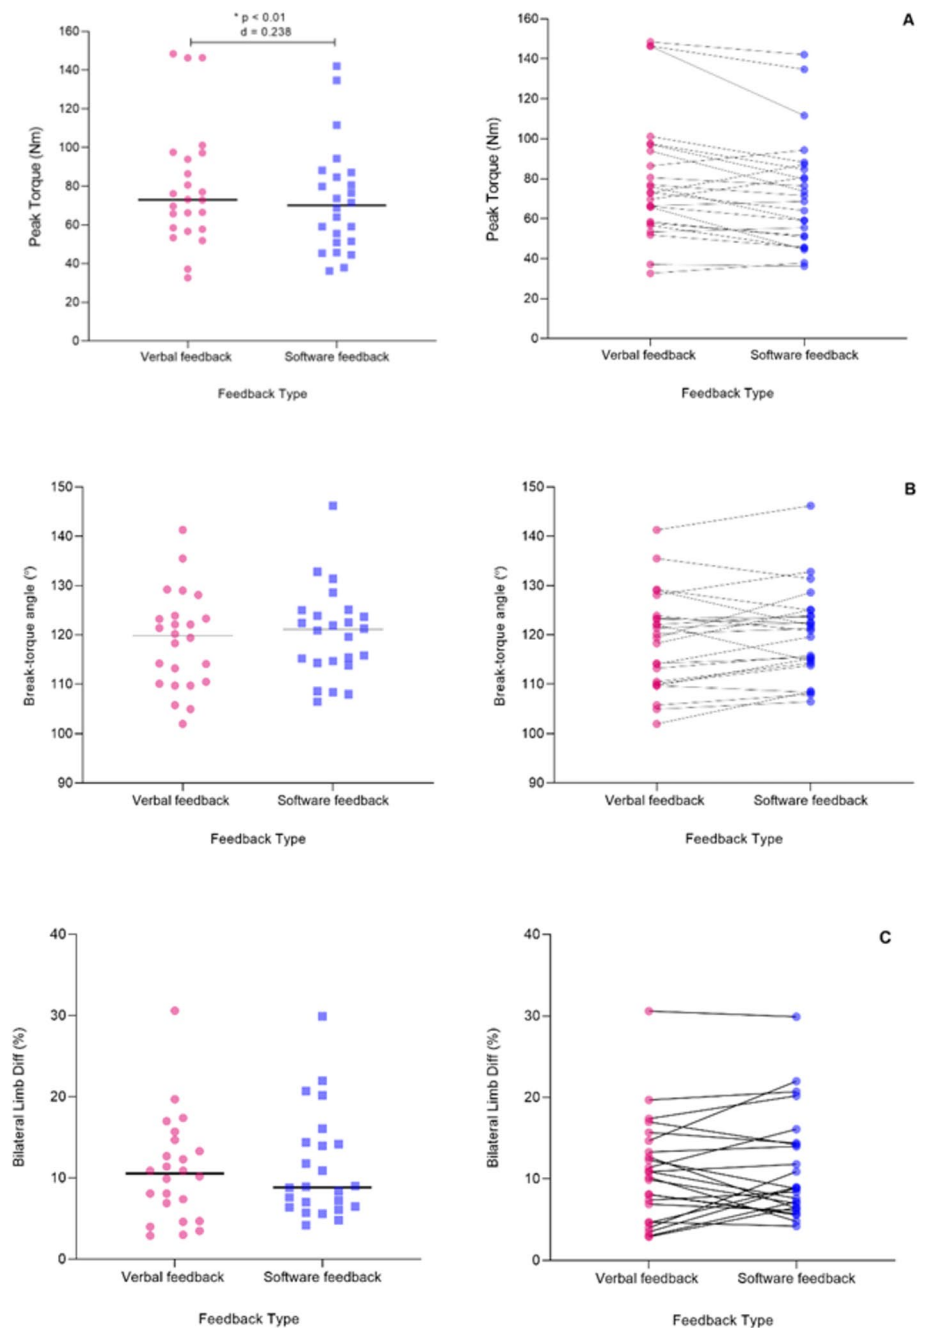 * p < 0.01
d = 0.238
A
160
140
120
100
80
60
40
20
0
Peak Torque (Nm)
Verbal feedback
Software feedback
Feedback Type
160
140
120
100
80
60
40
20
0
Peak Torque (Nm)
Verbal feedback
Software feedback
Feedback Type
B
150
140
130
120
110
100
90
Break-torque angle (°)
Verbal feedback
Software feedback
Feedback Type
150
140
130
120
110
100
90
Break-torque angle (°)
Verbal feedback
Software feedback
Feedback Type
C
40
30
20
10
0
Bilateral Limb Diff (%)
Verbal feedback
Software feedback
Feedback Type
40
30
20
10
0
Bilateral Limb Diff (%)
Verbal feedback
Software feedback
Feedback Type